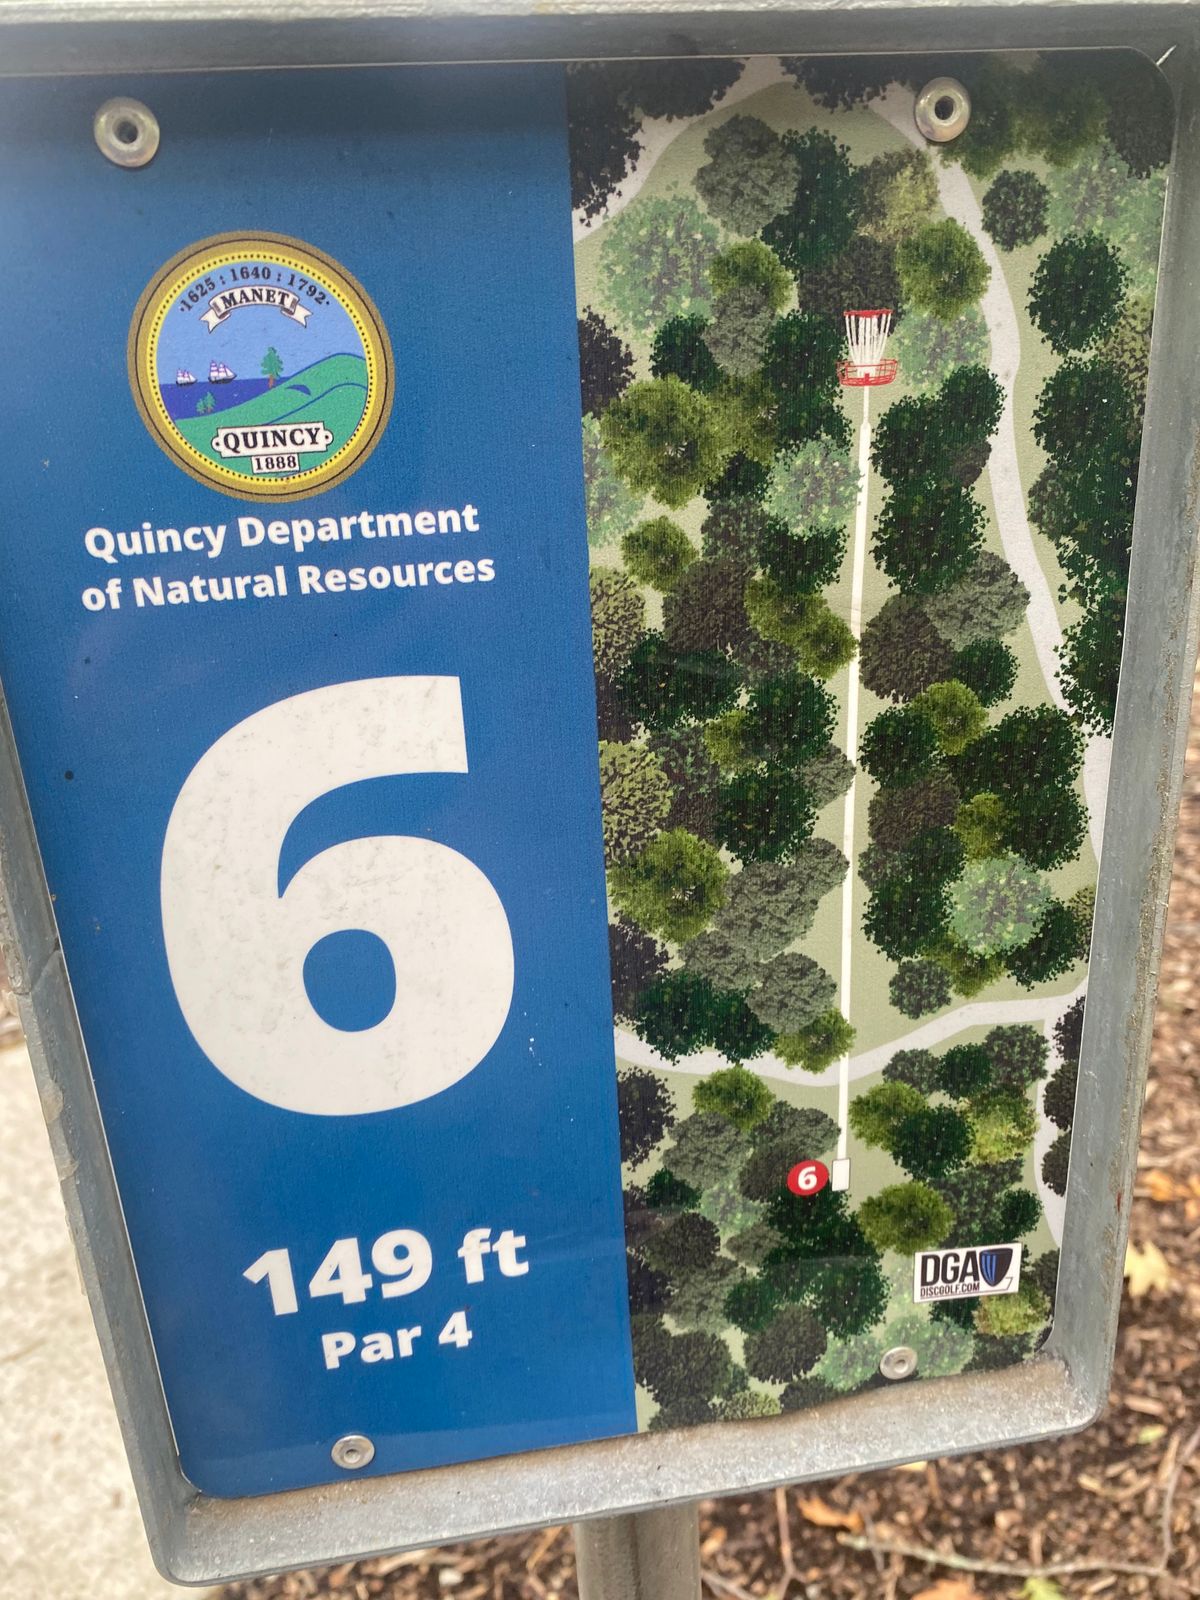 1625 : 1640 : 1792
MANET
QUINCY
1888
Quincy Department
of Natural Resources
6
149 ft
Par 4
6
DGA
DISCGOLF.COM